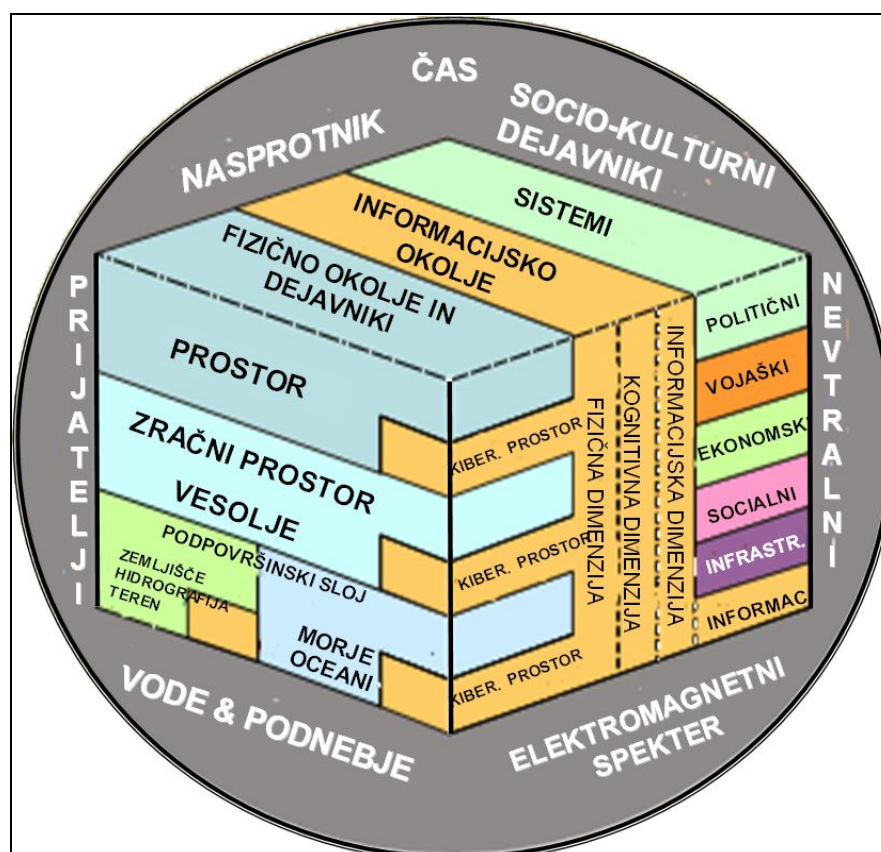 ČAS
NASPROTNIK
SOCIO-KULTURNI
DEJAVNIKI
PRIJATELJI
NEVTRALNI
SISTEMI
INFORMACIJSKO
OKOLJE
FIZIČNO OKOLJE IN
DEJAVNIKI
PROSTOR
ZRAČNI PROSTOR
VESOLJE
PODPOVRŠINSKI SLOJ
ZEMLJIŠČE
HIDROGRAFIJA
TEREN
MORJE
OCEANI
KIBER. PROSTOR
KIBER. PROSTOR
KIBER. PROSTOR
FIZIČNA DIMENZIJA
KOGNITIVNA DIMENZIJA
INFORMACIJSKA DIMENZIJA
POLITIČNI
VOJAŠKI
EKONOMSKI
SOCIALNI
INFRASTR.
INFORMAC
VODE & PODNEBJE
ELEKTROMAGNETNI
SPEKTER